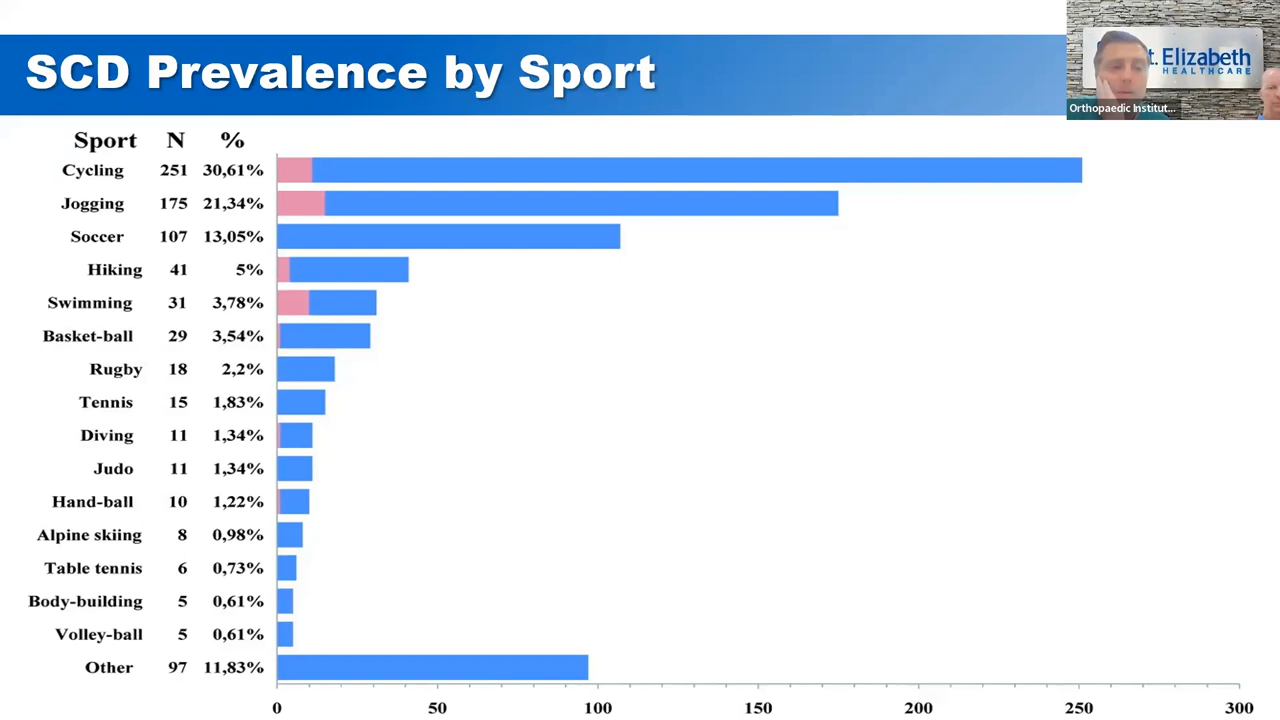 SCD Prevalence by Sport
t. Elizabeth
HEALTHCARE
Orthopaedic Institut...
Sport N %
Cycling 251 30,61%
Jogging 175 21,34%
Soccer 107 13,05%
Hiking 41 5%
Swimming 31 3,78%
Basket-ball 29 3,54%
Rugby 18 2,2%
Tennis 15 1,83%
Diving 11 1,34%
Judo 11 1,34%
Hand-ball 10 1,22%
Alpine skiing 8 0,98%
Table tennis 6 0,73%
Body-building 5 0,61%
Volley-ball 5 0,61%
Other 97 11,83%
0 50 100 150 200 250 300